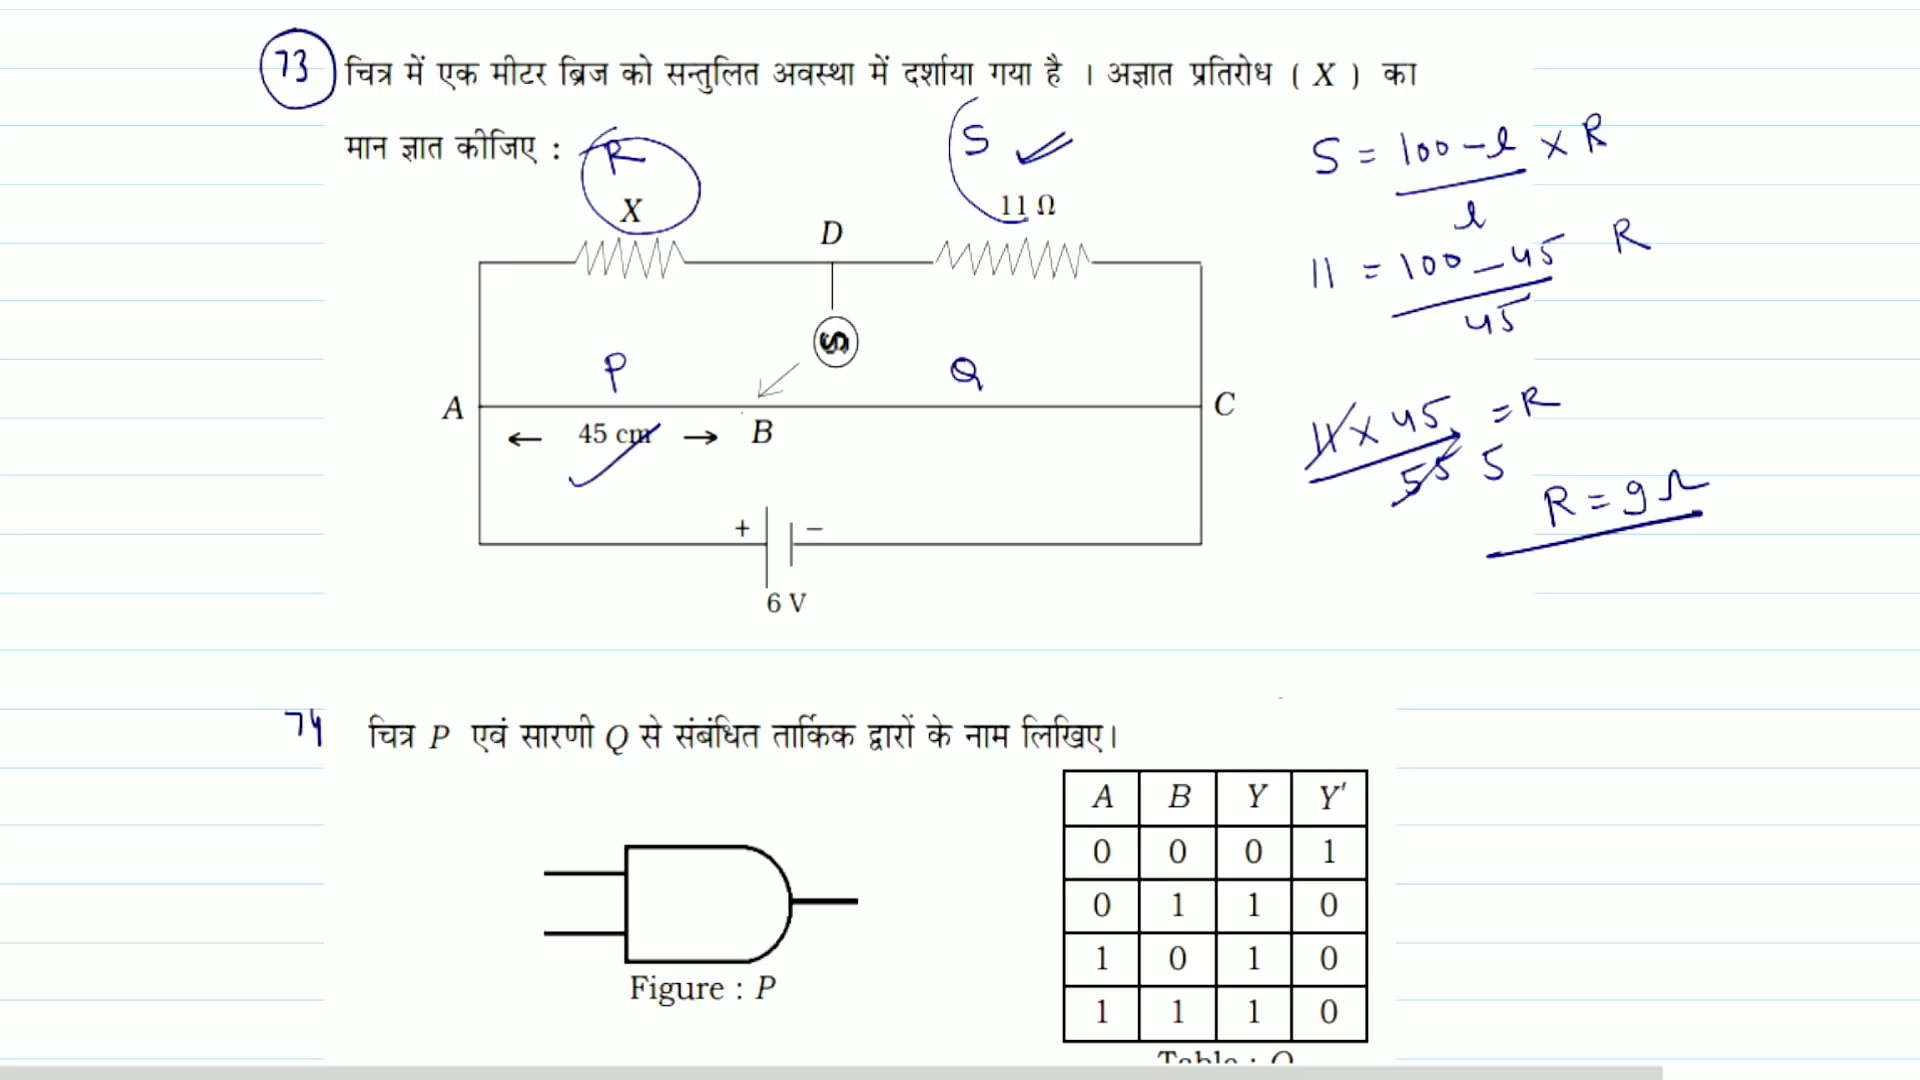 73 चित्र में एक मीटर ब्रिज को सन्तुलित अवस्था में दर्शाया गया है । अज्ञात प्रतिरोध ( X ) का
मान ज्ञात कीजिए :
R
S
X
11 Ω
D
P
Q
A
45 cm
B
C
+
−
6 V
S = 100 - l × R
l
11 = 100 - 45 R
45
11 × 45 = R
55 5
R = 9 Ω
74 चित्र P एवं सारणी Q से संबंधित तार्किक द्वारों के नाम लिखिए।
Figure : P
A B Y Y'
0 0 0 1
0 1 1 0
1 0 1 0
1 1 1 0
Table : Q